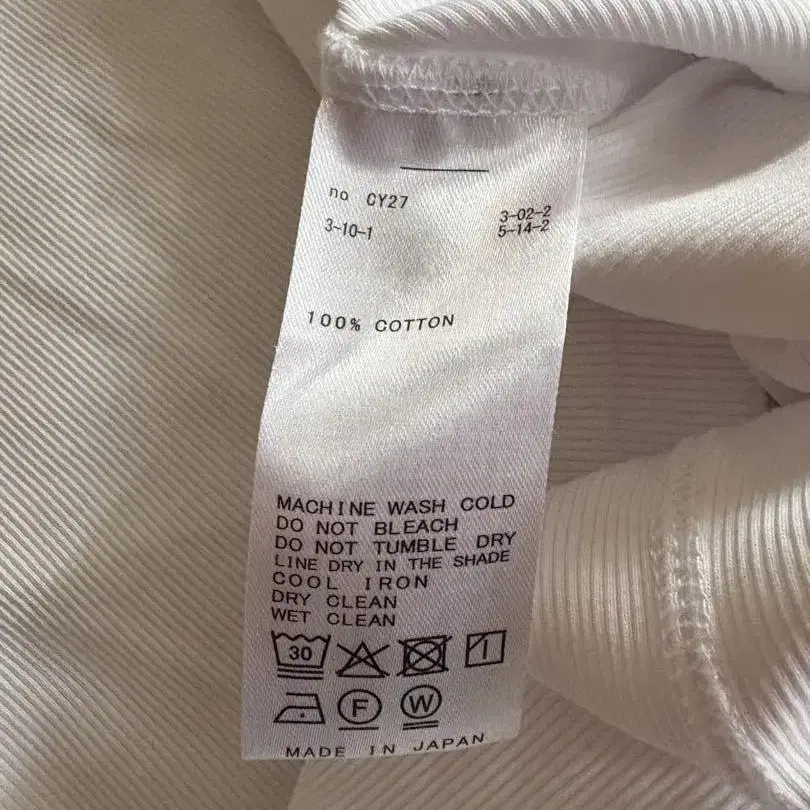 no CY27
3-10-1
3-02-2
5-14-2
100% COTTON
MACHINE WASH COLD
DO NOT BLEACH
DO NOT TUMBLE DRY
LINE DRY IN THE SHADE
COOL IRON
DRY CLEAN
WET CLEAN
30
F W
MADE IN JAPAN